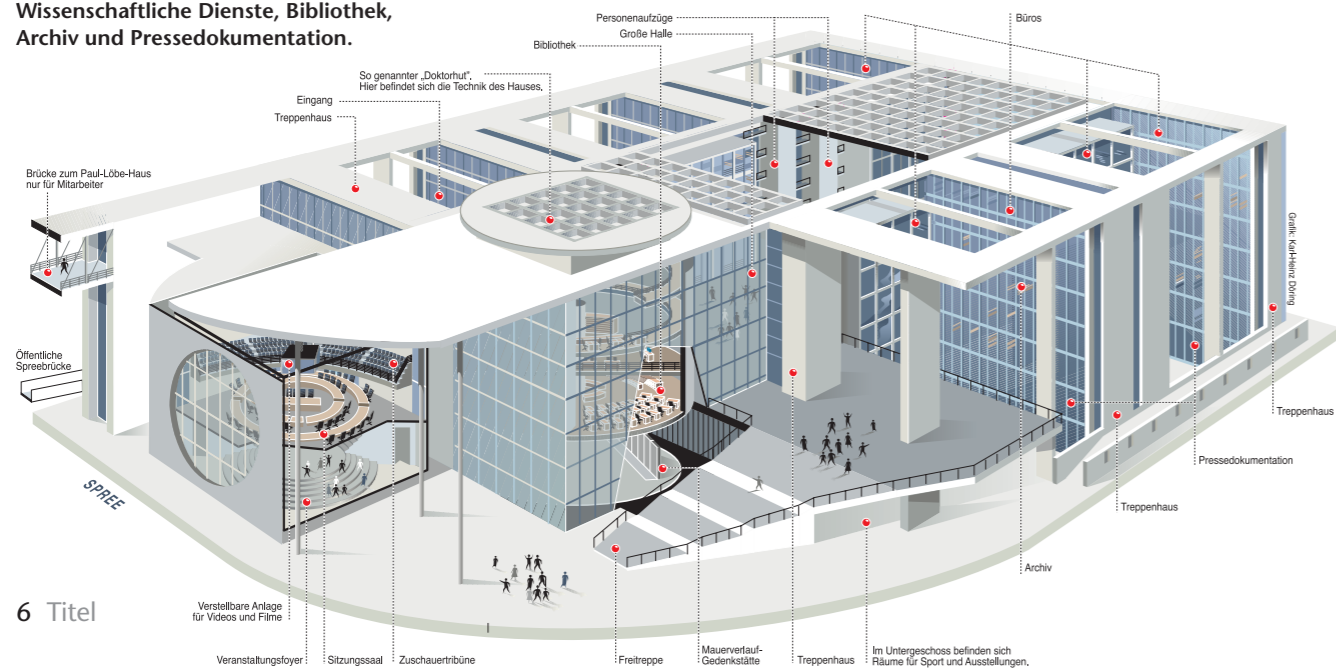 Wissenschaftliche Dienste, Bibliothek,
Archiv und Pressedokumentation.
Personenaufzüge
Büros
Große Halle
Bibliothek
So genannter „Doktorhut“.
Hier befindet sich die Technik des Hauses.
Eingang
Treppenhaus
Brücke zum Paul-Löbe-Haus
nur für Mitarbeiter
Grafik: Karl-Heinz Döring
Öffentliche
Spreebrücke
SPREE
Treppenhaus
Pressedokumentation
Treppenhaus
Archiv
6 Titel
Verstellbare Anlage
für Videos und Filme
Veranstaltungsfoyer
Sitzungssaal
Zuschauertribüne
Freitreppe
Mauerverlauf-
Gedenkstätte
Treppenhaus
Im Untergeschoss befinden sich
Räume für Sport und Ausstellungen.